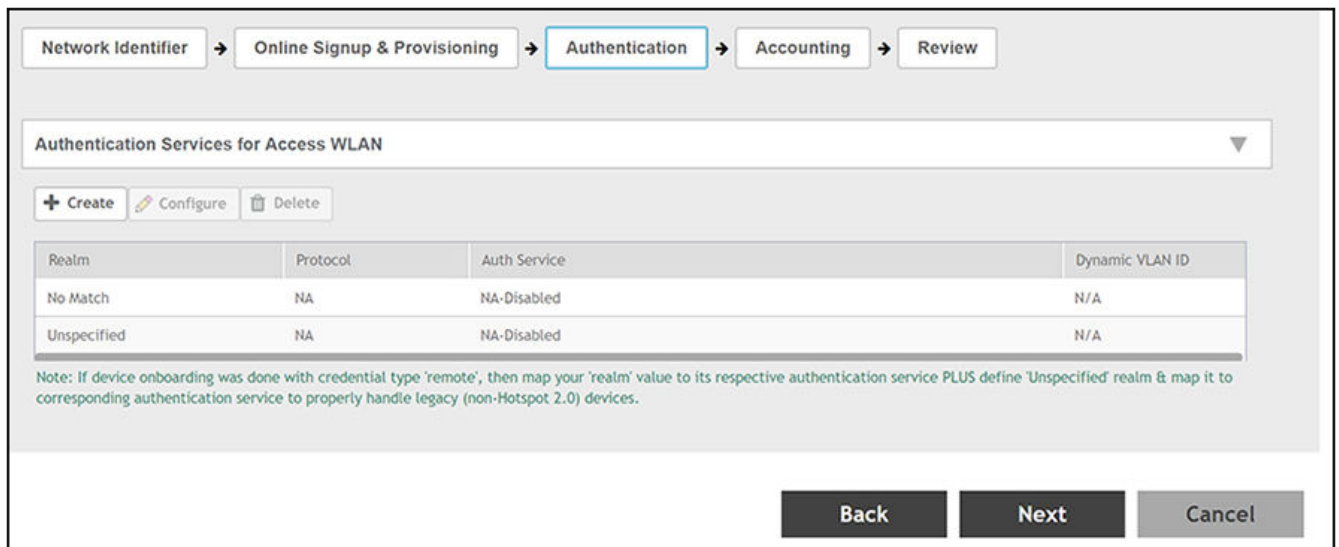 Network Identifier → Online Signup & Provisioning → Authentication → Accounting → Review
Authentication Services for Access WLAN
Create Configure Delete
Realm Protocol Auth Service Dynamic VLAN ID
No Match NA NA-Disabled N/A
Unspecified NA NA-Disabled N/A
Note: If device onboarding was done with credential type 'remote', then map your 'realm' value to its respective authentication service PLUS define 'Unspecified' realm & map it to
corresponding authentication service to properly handle legacy (non-Hotspot 2.0) devices.
Back Next Cancel